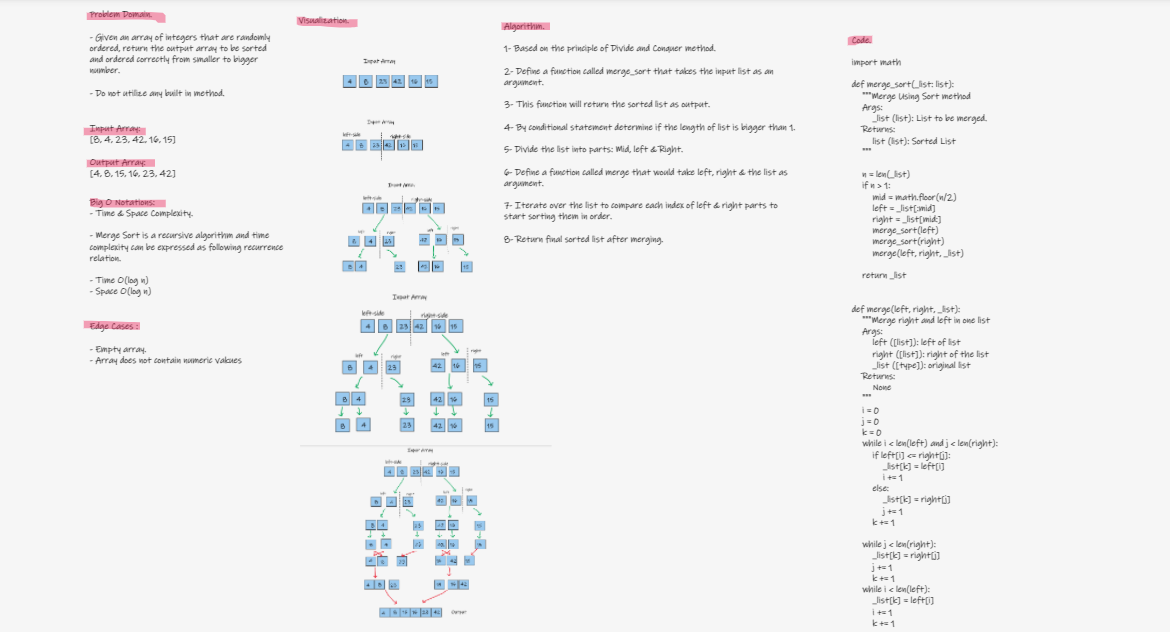 Problem Domain.
- Given an array of integers that are randomly
ordered, return the output array to be sorted
and ordered correctly from smaller to bigger
number.
- Do not utilize any built in method.
Input Array:
[8, 4, 23, 42, 16, 15]
Output Array:
[4, 8, 15, 16, 23, 42]
Big O Notations:
- Time & Space Complexity.
- Merge Sort is a recursive algorithm and time
complexity can be expressed as following recurrence
relation.
- Time O(log n)
- Space O(log n)
Edge Cases :
- Empty array.
- Array does not contain numeric values
Visualization.
Input Array
4 8 23 42 16 15
Input Array
left-side right-side
4 8 23 42 16 15
Input Array
left-side right-side
4 8 23 42 16 15
left right left right
8 4 23 42 16 15
8 4 23 42 16 15
Input Array
left-side right-side
4 8 23 42 16 15
left right left right
8 4 23 42 16 15
8 4 23 42 16 15
8 4 23 42 16 15
Input Array
left-side right-side
4 8 23 42 16 15
8 4 23 42 16 15
8 4 23 42 16 15
4 8 23 16 42
4 8 23 16 42
4 8 15 16 23 42 Output
Algorithm.
1- Based on the principle of Divide and Conquer method.
2- Define a function called merge_sort that takes the input list as an
argument.
3- This function will return the sorted list as output.
4- By conditional statement determine if the length of list is bigger than 1.
5- Divide the list into parts: Mid, left & Right.
6- Define a function called merge that would take left, right & the list as
argument.
7- Iterate over the list to compare each index of left & right parts to
start sorting them in order.
8- Return final sorted list after merging.
Code.
import math
def merge_sort(_list: list):
"""Merge Using Sort method
Args:
_list (list): List to be merged.
Returns:
list (list): Sorted List
"""
n = len(_list)
if n > 1:
mid = math.floor(n/2)
left = _list[:mid]
right = _list[mid:]
merge_sort(left)
merge_sort(right)
merge(left, right, _list)
return _list
def merge(left, right, _list):
"""Merge right and left in one list
Args:
left ([list]): left of list
right ([list]): right of the list
_list ([type]): original list
Returns:
None
"""
i = 0
j = 0
k = 0
while i < len(left) and j < len(right):
if left[i] <= right[j]:
_list[k] = left[i]
i += 1
else:
_list[k] = right[j]
j += 1
k += 1
while j < len(right):
_list[k] = right[j]
j += 1
k += 1
while i < len(left):
_list[k] = left[i]
i += 1
k += 1